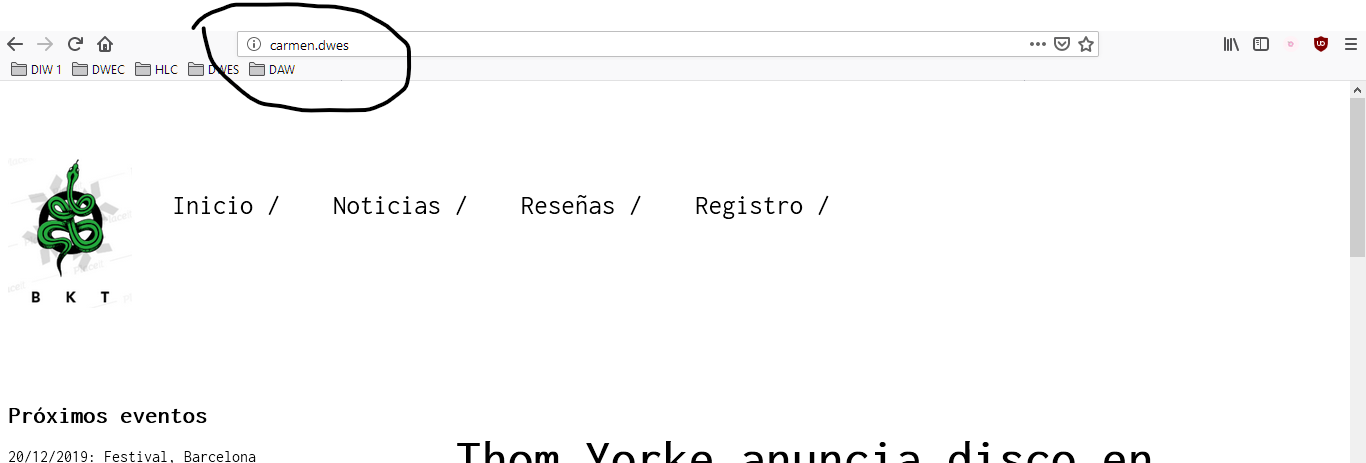 carmen.dwes
DIW 1 DWEC HLC DWES DAW
Inicio / Noticias / Reseñas / Registro /
B K T
Próximos eventos
20/12/2019: Festival, Barcelona
Thom Yorke anuncia disco en